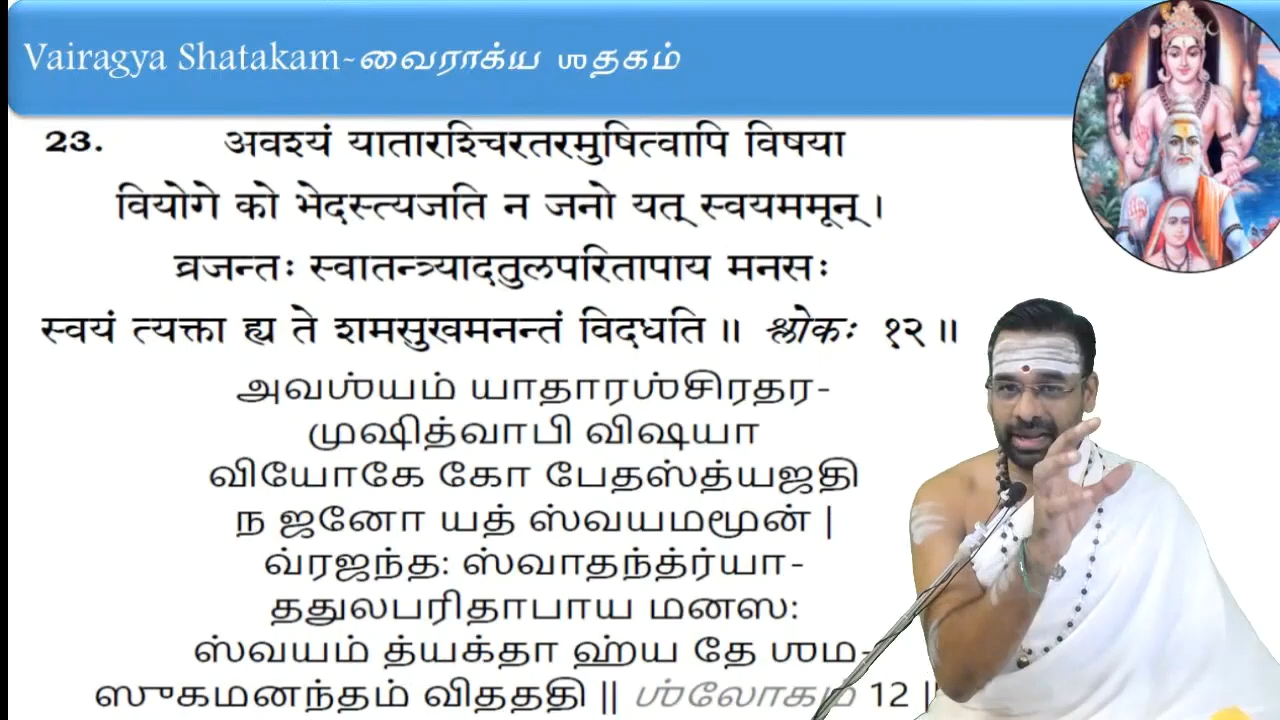 Vairagya Shatakam-வைராக்ய ஶதகம்
23. अवश्यं यातारश्चिरतरमुषित्वापि विषया
वियोगे को भेदस्त्यजति न जनो यत् स्वयममून् ।
व्रजन्तः स्वातन्त्र्यादतुलपरितापाय मनसः
स्वयं त्यक्ता ह्य ते शमसुखमनन्तं विदधति ॥ श्लोकः १२ ॥
அவஶ்யம் யாதாரஶ்சிரதர-
முஷித்வாபி விஷயா
வியோகே கோ பேதஸ்த்யஜதி
ந ஜனோ யத் ஸ்வயமமூன் |
வ்ரஜந்த: ஸ்வாதந்த்ர்யா-
ததுலபரிதாபாய மனஸ:
ஸ்வயம் த்யக்தா ஹ்ய தே ஶம-
ஸுகமனந்தம் விதததி || ஶ்லோகம் 12 ||